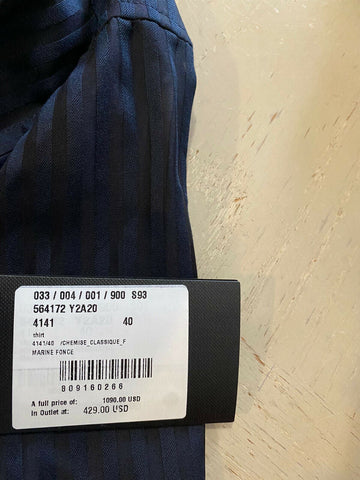 033 / 004 / 001 / 900 S93
564172 Y2A20
4141 40
shirt
4141/40 /CHEMISE_CLASSIQUE_F
MARINE FONCE
809160266
A full price of: 1090.00 USD
In Outlet at: 429.00 USD